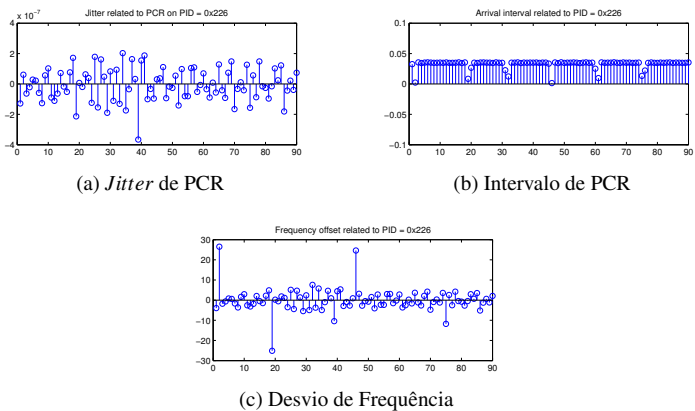 Jitter related to PCR on PID = 0x226
× 10⁻⁷
4
2
0
−2
−4
0 10 20 30 40 50 60 70 80 90
(a) Jitter de PCR
Arrival interval related to PID = 0x226
0.1
0.05
0
−0.05
−0.1
0 10 20 30 40 50 60 70 80 90
(b) Intervalo de PCR
Frequency offset related to PID = 0x226
30
20
10
0
−10
−20
−30
0 10 20 30 40 50 60 70 80 90
(c) Desvio de Frequência